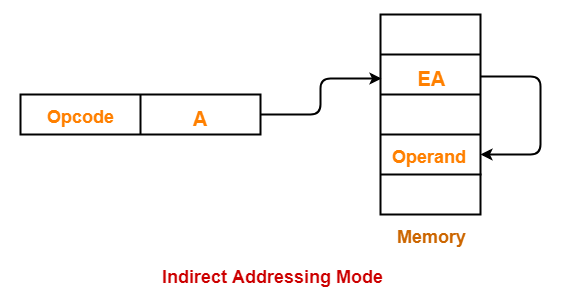 EA
Opcode
A
Operand
Memory
Indirect Addressing Mode